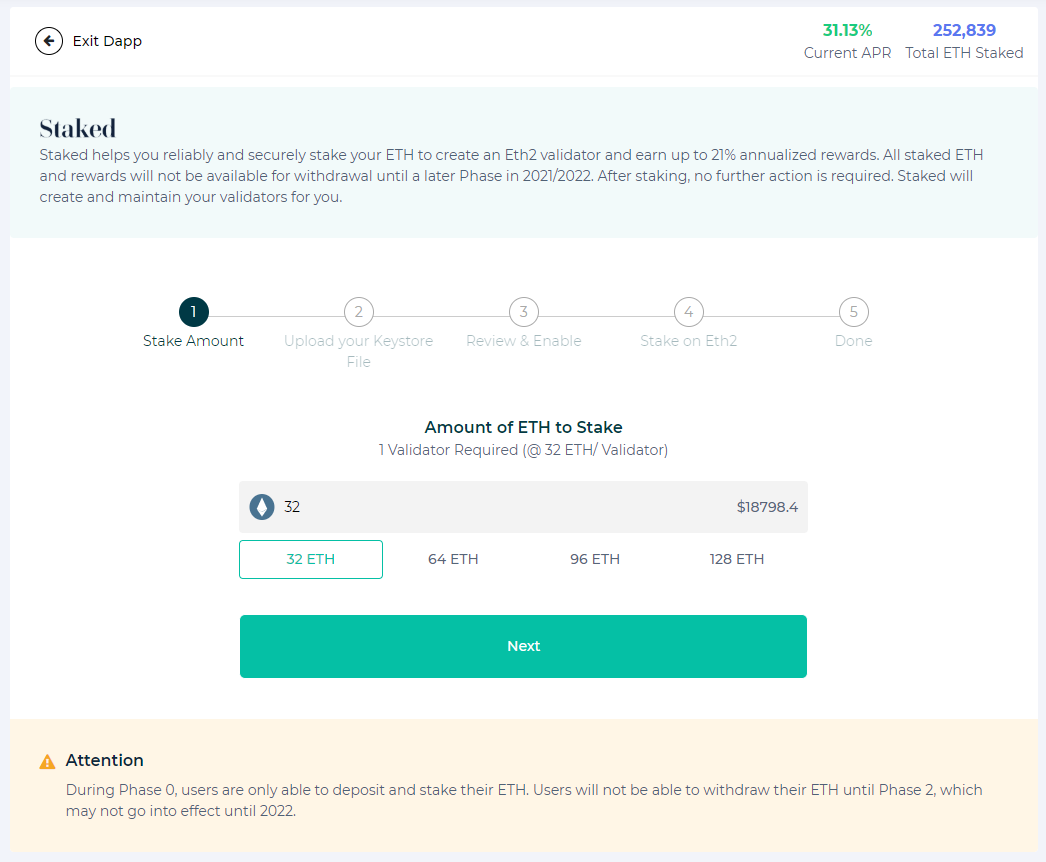 Exit Dapp
31.13%
252,839
Current APR
Total ETH Staked
Staked
Staked helps you reliably and securely stake your ETH to create an Eth2 validator and earn up to 21% annualized rewards. All staked ETH
and rewards will not be available for withdrawal until a later Phase in 2021/2022. After staking, no further action is required. Staked will
create and maintain your validators for you.
1
2
3
4
5
Stake Amount
Upload your Keystore
File
Review & Enable
Stake on Eth2
Done
Amount of ETH to Stake
1 Validator Required (@ 32 ETH/ Validator)
32
$18798.4
32 ETH
64 ETH
96 ETH
128 ETH
Next
Attention
During Phase 0, users are only able to deposit and stake their ETH. Users will not be able to withdraw their ETH until Phase 2, which
may not go into effect until 2022.